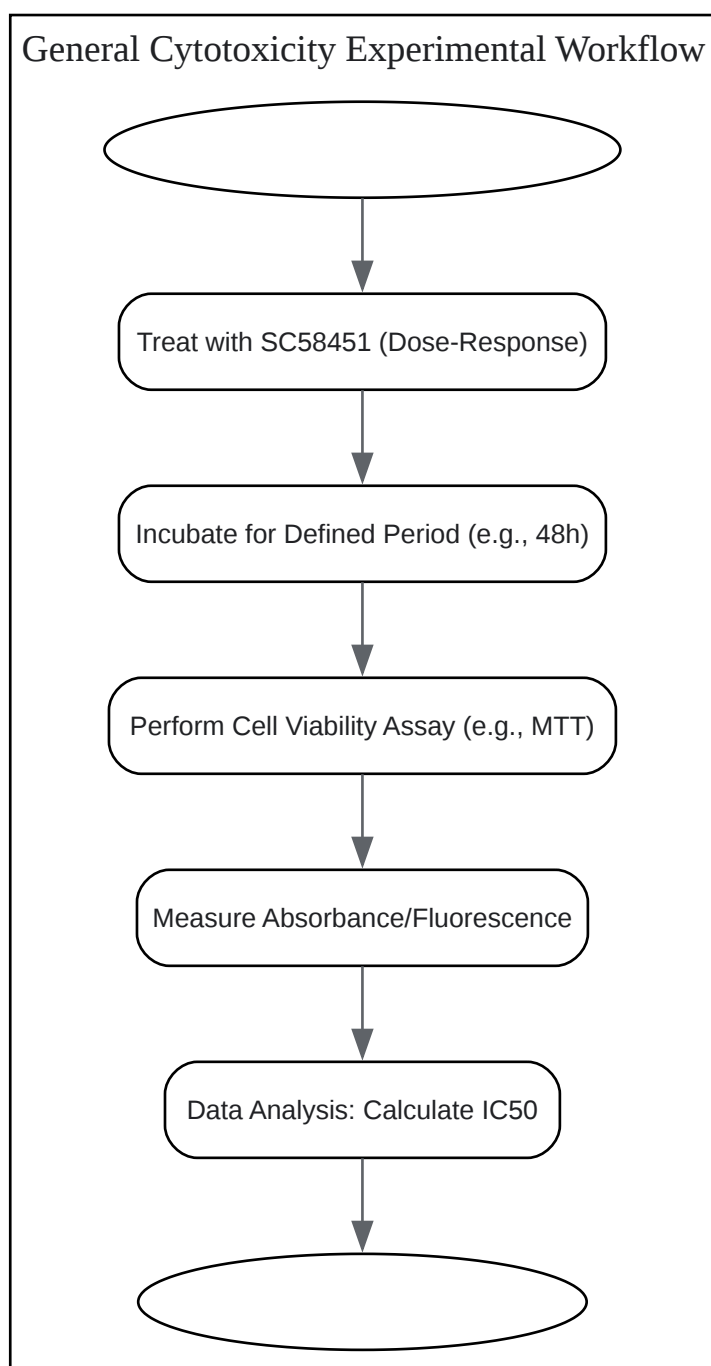 General Cytotoxicity Experimental Workflow
Treat with SC58451 (Dose-Response)
Incubate for Defined Period (e.g., 48h)
Perform Cell Viability Assay (e.g., MTT)
Measure Absorbance/Fluorescence
Data Analysis: Calculate IC50